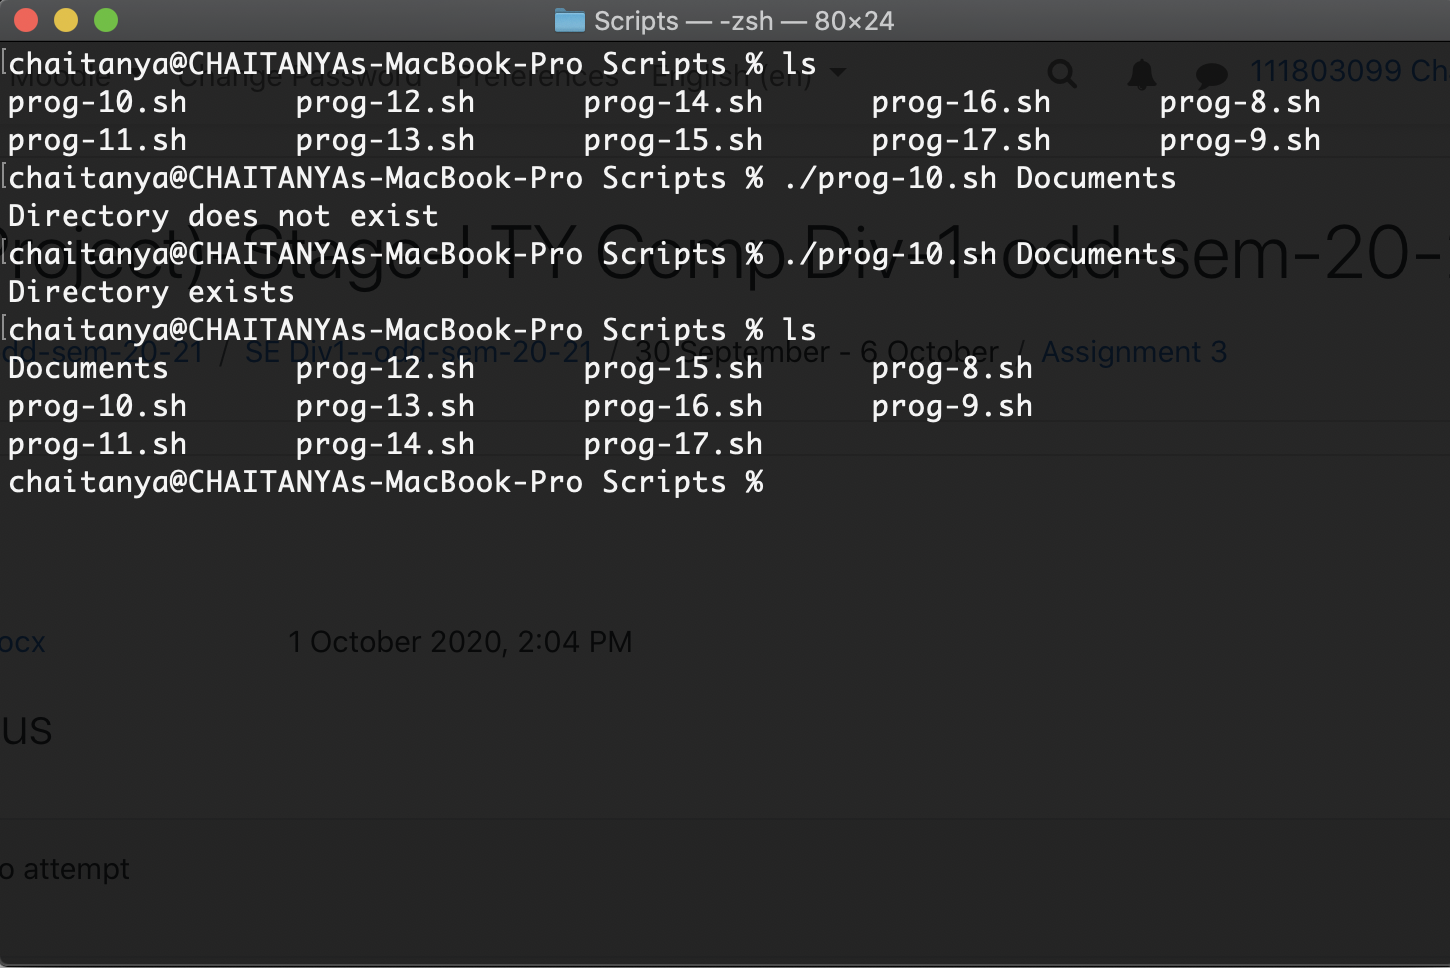 Scripts — -zsh — 80×24
chaitanya@CHAITANYAs-MacBook-Pro Scripts % ls
Moodle Change Password Preferences English (en) 111803099 Ch
prog-10.sh prog-12.sh prog-14.sh prog-16.sh prog-8.sh
prog-11.sh prog-13.sh prog-15.sh prog-17.sh prog-9.sh
chaitanya@CHAITANYAs-MacBook-Pro Scripts % ./prog-10.sh Documents
Directory does not exist
chaitanya@CHAITANYAs-MacBook-Pro Scripts % ./prog-10.sh Documents
roject) Stage-I TY Comp Div-1 odd-sem-20-
Directory exists
chaitanya@CHAITANYAs-MacBook-Pro Scripts % ls
odd-sem-20-21 / SE Div1--odd-sem-20-21 / 30 September - 6 October / Assignment 3
Documents prog-12.sh prog-15.sh prog-8.sh
prog-10.sh prog-13.sh prog-16.sh prog-9.sh
prog-11.sh prog-14.sh prog-17.sh
chaitanya@CHAITANYAs-MacBook-Pro Scripts %
ocx 1 October 2020, 2:04 PM
us
o attempt